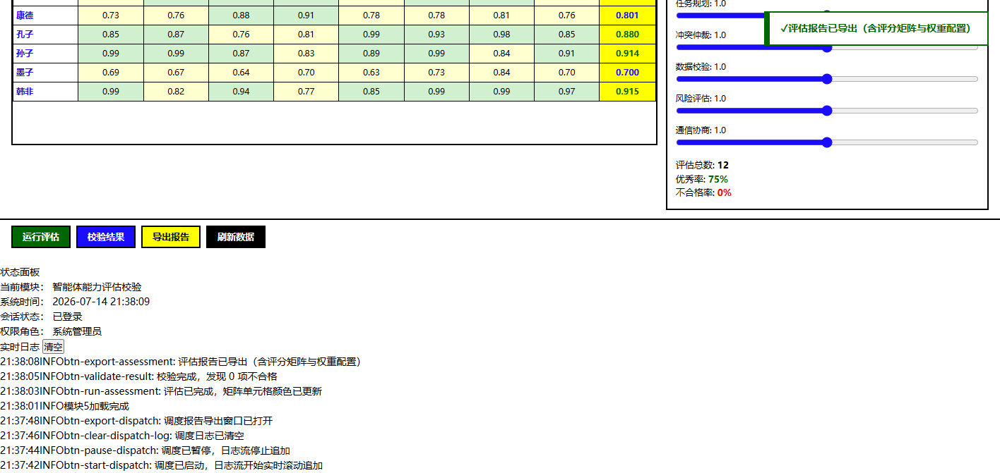 康德 0.73 0.76 0.88 0.91 0.78 0.78 0.81 0.76 0.801
孔子 0.85 0.87 0.76 0.81 0.99 0.93 0.98 0.85 0.880
孙子 0.99 0.99 0.87 0.83 0.89 0.99 0.84 0.91 0.914
墨子 0.69 0.67 0.64 0.70 0.63 0.73 0.84 0.70 0.700
韩非 0.99 0.82 0.94 0.77 0.85 0.99 0.99 0.97 0.915
任务规划: 1.0
✓评估报告已导出（含评分矩阵与权重配置）
冲突仲裁: 1.0
数据校验: 1.0
风险评估: 1.0
通信协商: 1.0
评估总数: 12
优秀率: 75%
不合格率: 0%
运行评估 校验结果 导出报告 刷新数据
状态面板
当前模块： 智能体能力评估校验
系统时间： 2026-07-14 21:38:09
会话状态： 已登录
权限角色： 系统管理员
实时日志 清空
21:38:08INFObtn-export-assessment: 评估报告已导出（含评分矩阵与权重配置）
21:38:05INFObtn-validate-result: 校验完成，发现 0 项不合格
21:38:03INFObtn-run-assessment: 评估已完成，矩阵单元格颜色已更新
21:38:01INFO模块5加载完成
21:37:48INFObtn-export-dispatch: 调度报告导出窗口已打开
21:37:46INFObtn-clear-dispatch-log: 调度日志已清空
21:37:44INFObtn-pause-dispatch: 调度已暂停，日志流停止追加
21:37:42INFObtn-start-dispatch: 调度已启动，日志流开始实时滚动追加